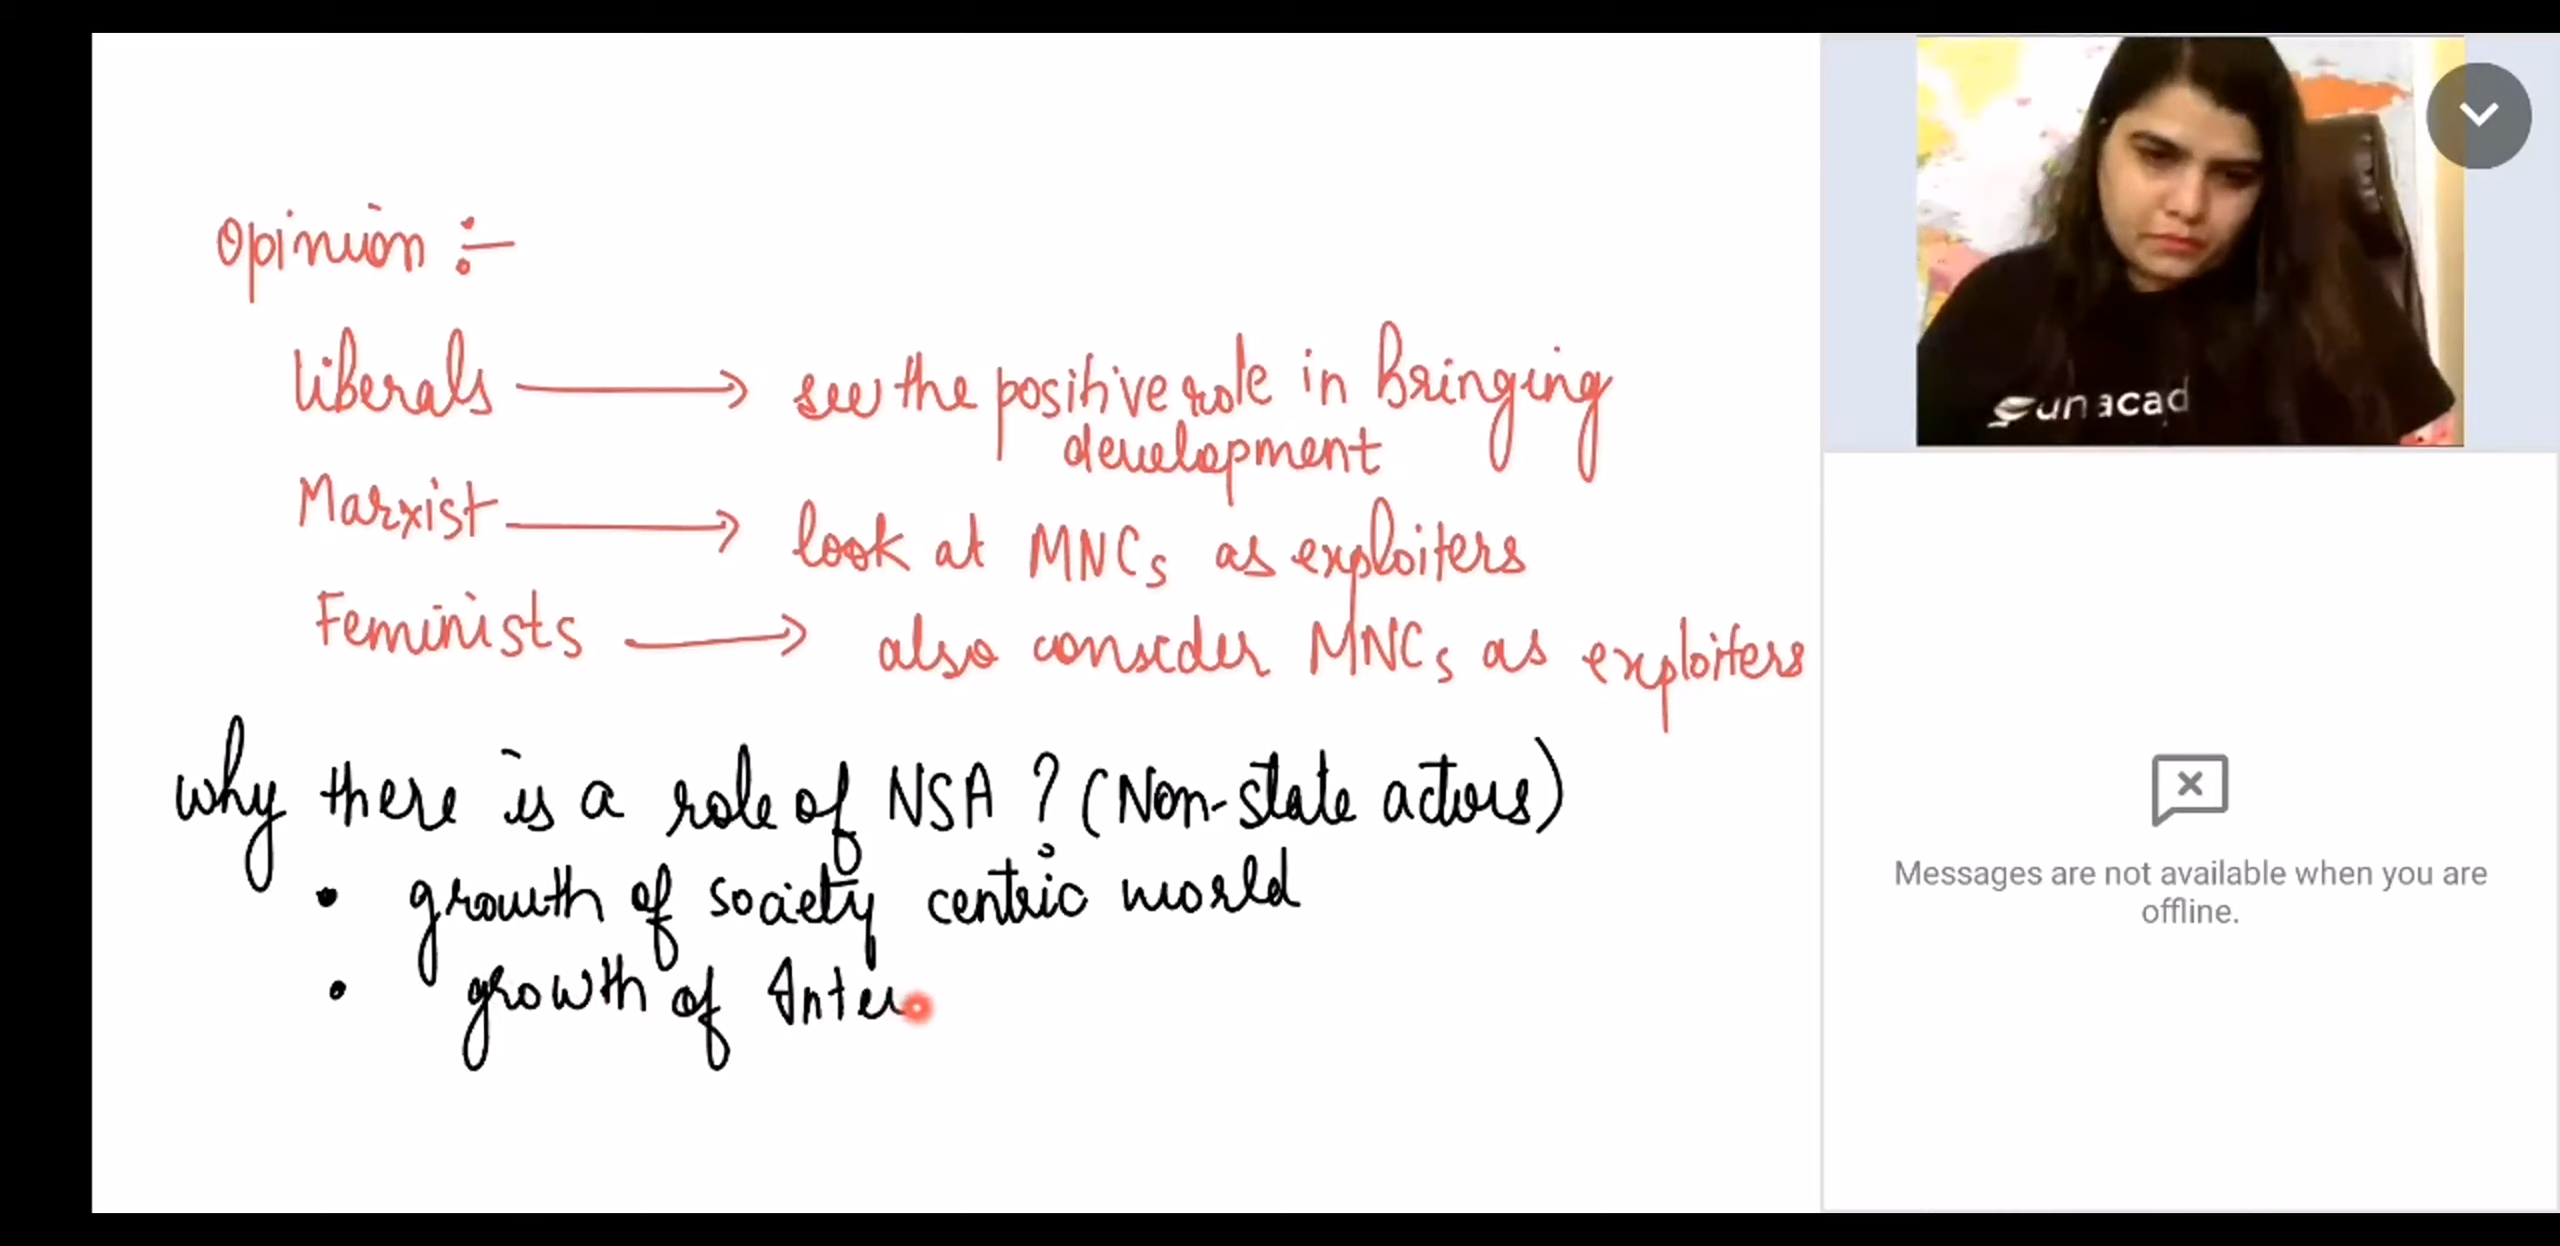 Opinion :-
Liberals → see the positive role in Bringing
development
Marxist → look at MNCs as exploiters
Feminists → also consider MNCs as exploiters
why there is a role of NSA ? (Non-state actors)
• growth of society centric world
• growth of Inter
unacad
Messages are not available when you are
offline.